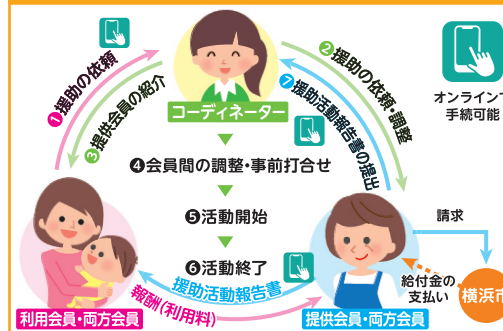 ❶援助の依頼
❸提供会員の紹介
コーディネーター
❷援助の依頼・調整
❼援助活動報告書の提出
オンラインで
手続可能
❹会員間の調整・事前打合せ
❺活動開始
❻活動終了
援助活動報告書
報酬(利用料)
利用会員・両方会員
提供会員・両方会員
請求
給付金の
支払い
横浜市